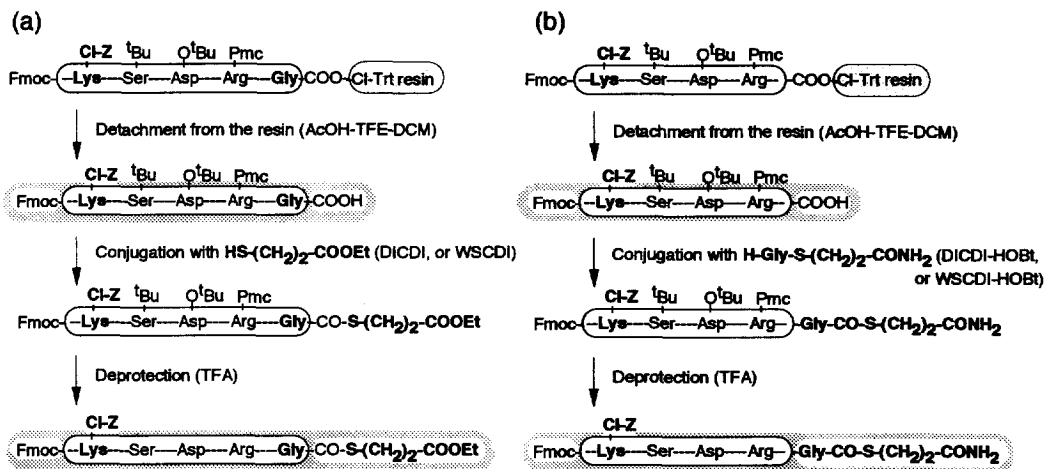 (a)
Cl-Z tBu OtBu Pmc
Fmoc- -Lys----Ser----Asp----Arg----Gly- COO- Cl-Trt resin
Detachment from the resin (AcOH-TFE-DCM)
Cl-Z tBu OtBu Pmc
Fmoc- -Lys----Ser----Asp----Arg----Gly- COOH
Conjugation with HS-(CH2)2-COOEt (DICDI, or WSCDI)
Cl-Z tBu OtBu Pmc
Fmoc- -Lys----Ser----Asp----Arg----Gly- CO-S-(CH2)2-COOEt
Deprotection (TFA)
Cl-Z
Fmoc- -Lys----Ser----Asp----Arg----Gly- CO-S-(CH2)2-COOEt
(b)
Cl-Z tBu OtBu Pmc
Fmoc- -Lys----Ser----Asp----Arg- COO- Cl-Trt resin
Detachment from the resin (AcOH-TFE-DCM)
Cl-Z tBu OtBu Pmc
Fmoc- -Lys----Ser----Asp----Arg- COOH
Conjugation with H-Gly-S-(CH2)2-CONH2 (DICDI-HOBt,
or WSCDI-HOBt)
Cl-Z tBu OtBu Pmc
Fmoc- -Lys----Ser----Asp----Arg- Gly-CO-S-(CH2)2-CONH2
Deprotection (TFA)
Cl-Z
Fmoc- -Lys----Ser----Asp----Arg- Gly-CO-S-(CH2)2-CONH2